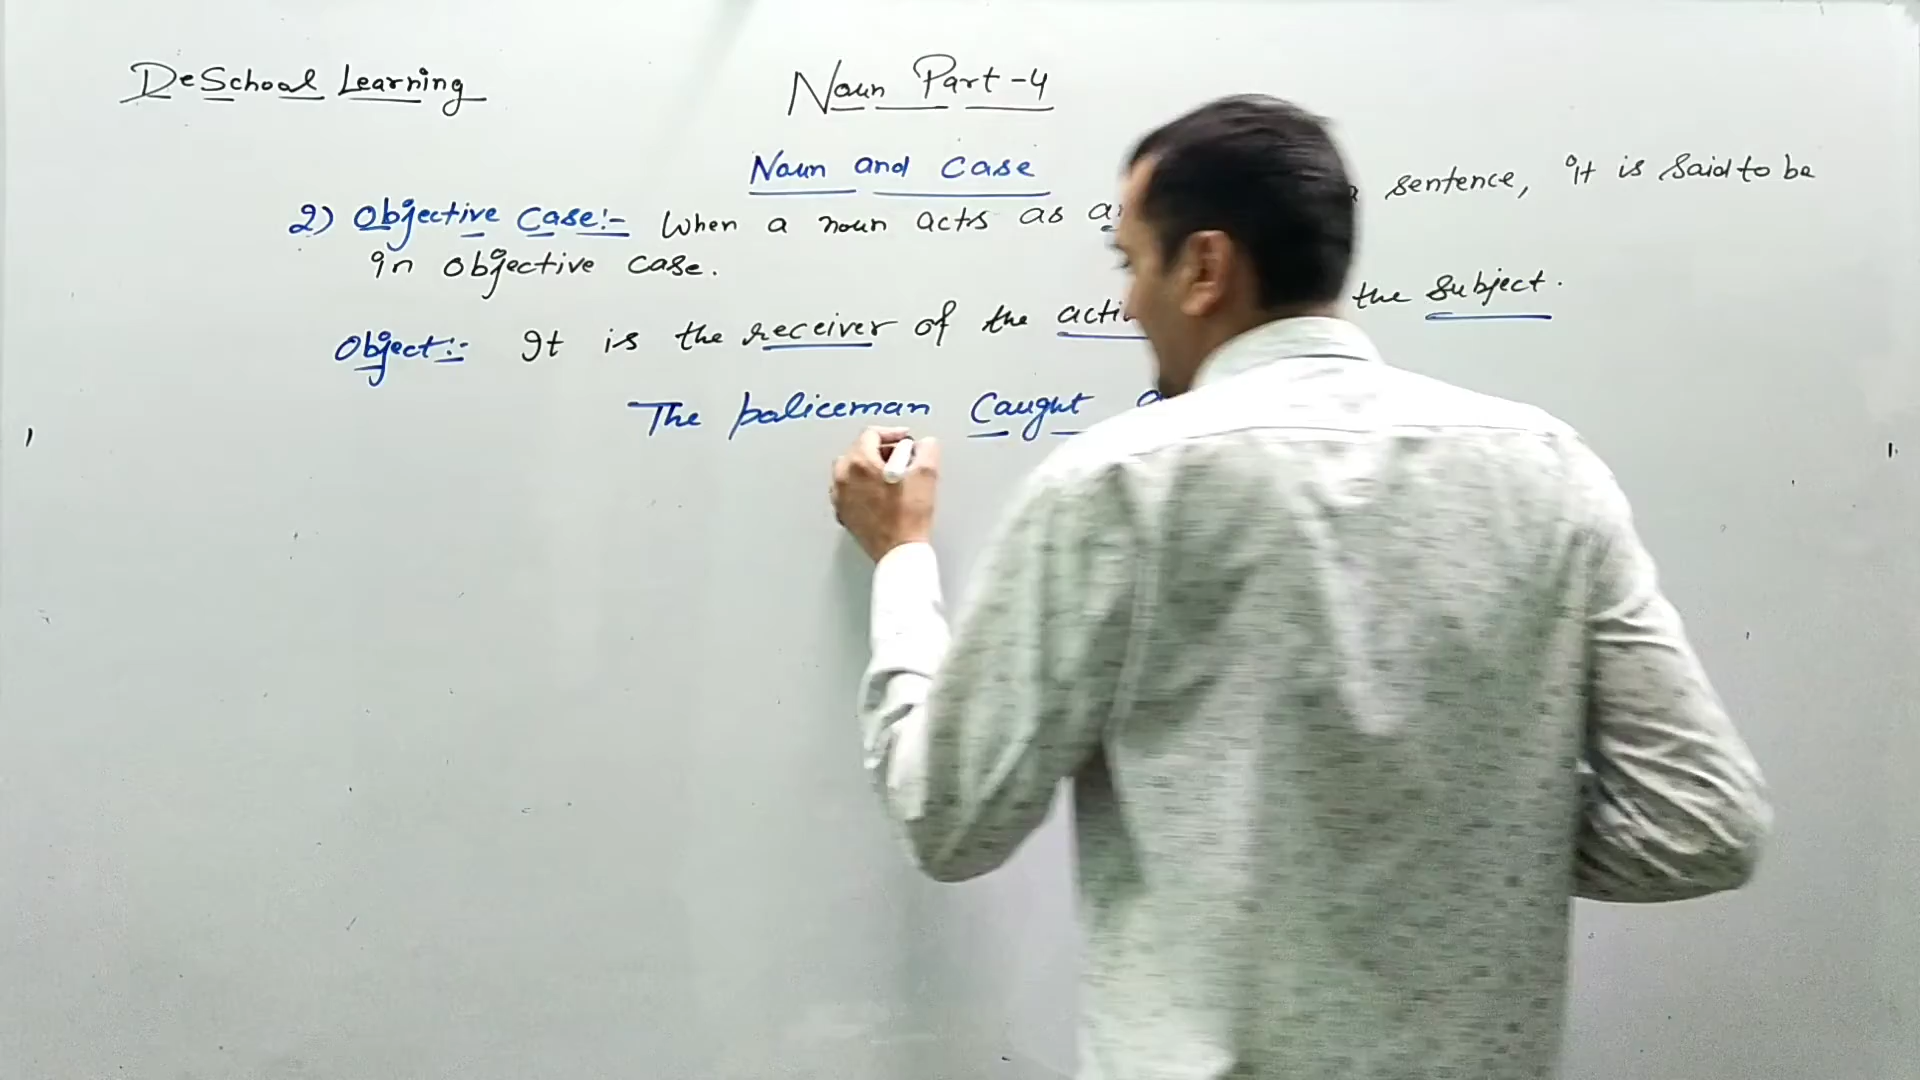 DeSchool Learning
Noun Part-4
Noun and Case
2) Objective Case:- When a noun acts as sentence, it is said to be
in objective case.
Object:- It is the receiver of the the subject.
The policeman caught